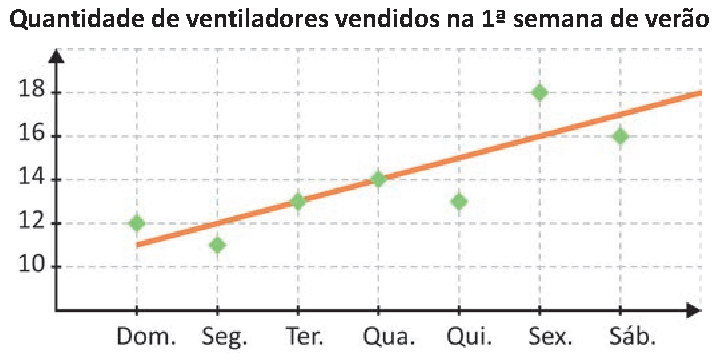 Quantidade de ventiladores vendidos na 1ª semana de verão
18
16
14
12
10
Dom. Seg. Ter. Qua. Qui. Sex. Sáb.